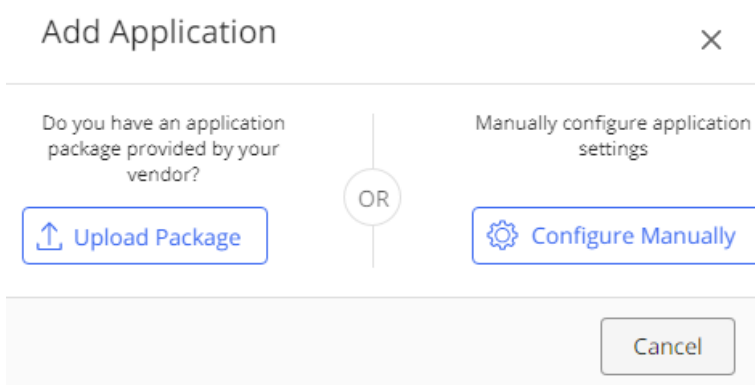 Add Application
Do you have an application
package provided by your
vendor?
Upload Package
OR
Manually configure application
settings
Configure Manually
Cancel